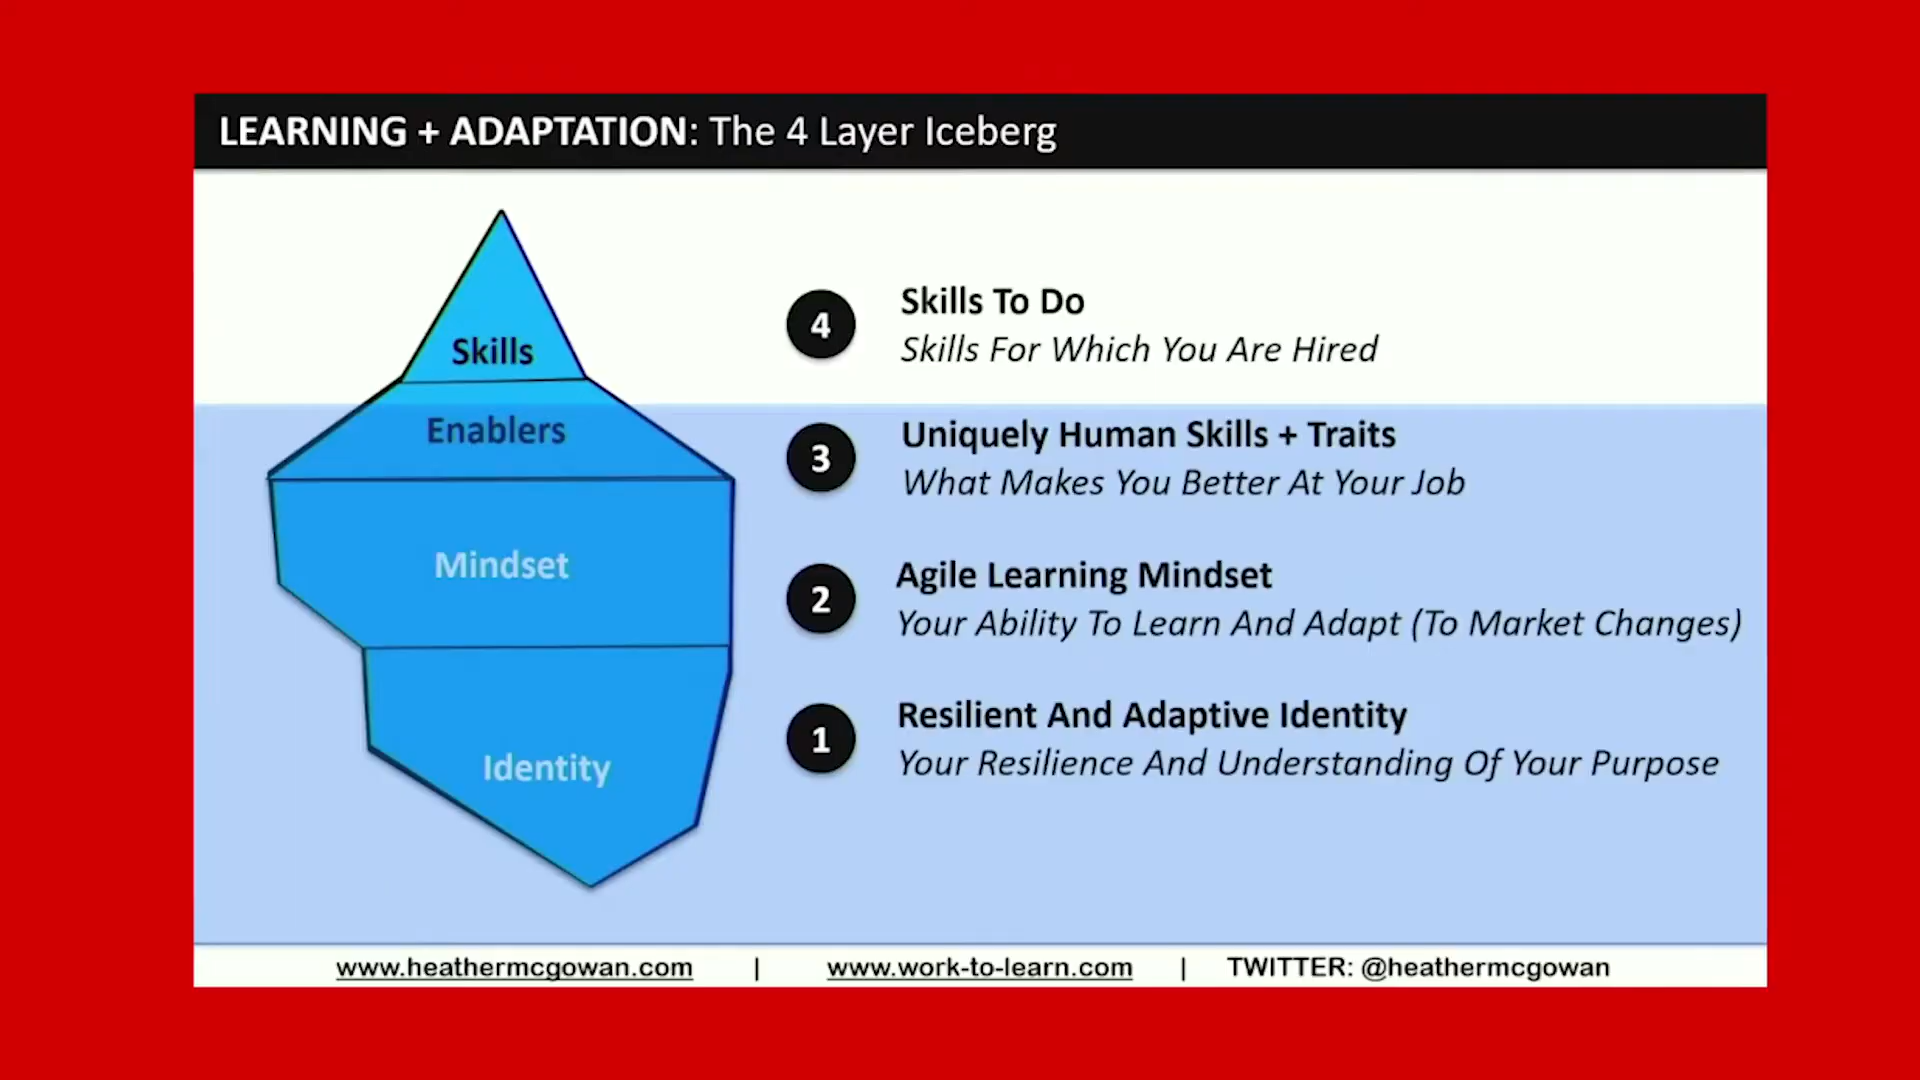 LEARNING + ADAPTATION: The 4 Layer Iceberg
Skills
Enablers
Mindset
Identity
4
Skills To Do
Skills For Which You Are Hired
3
Uniquely Human Skills + Traits
What Makes You Better At Your Job
2
Agile Learning Mindset
Your Ability To Learn And Adapt (To Market Changes)
1
Resilient And Adaptive Identity
Your Resilience And Understanding Of Your Purpose
www.heathermcgowan.com | www.work-to-learn.com | TWITTER: @heathermcgowan